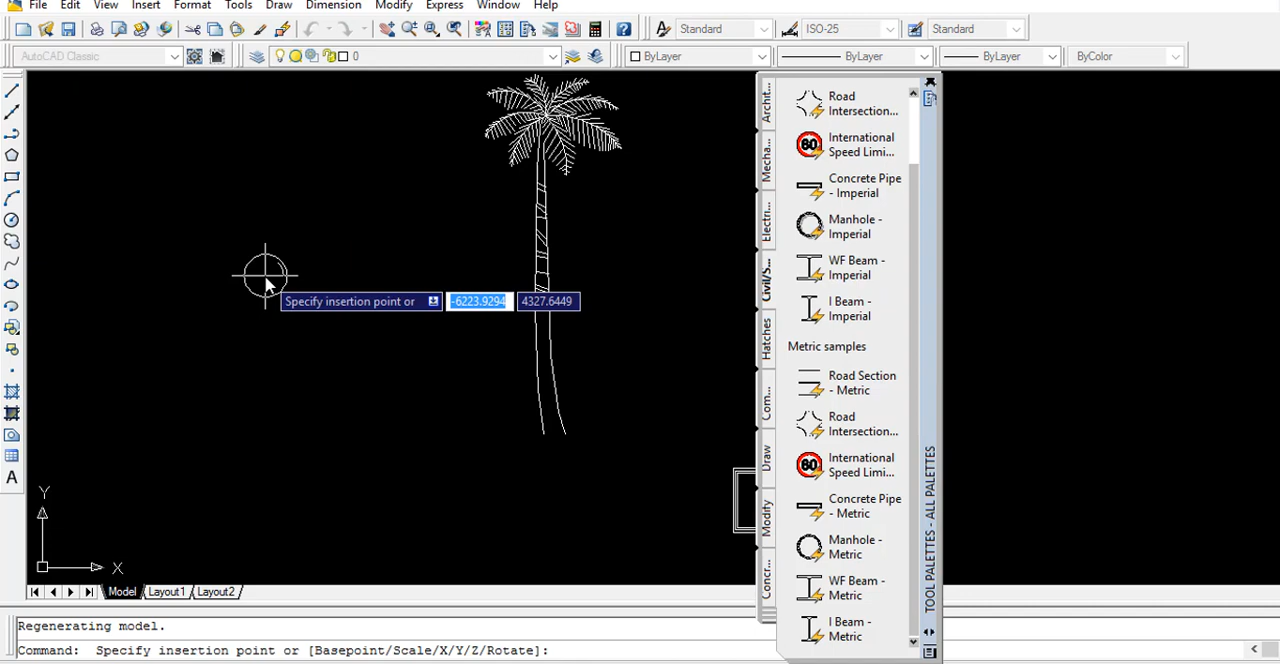 File Edit View Insert Format Tools Draw Dimension Modify Express Window Help
A Standard ISO-25 Standard
AutoCAD Classic 0 ByLayer ByLayer ByLayer ByColor
Archit...
Mecha...
Electri...
Civil/S...
Hatches
Com...
Draw
Modify
Concr...
Road
Intersection...
60 International
Speed Limi...
Concrete Pipe
- Imperial
Manhole -
Imperial
WF Beam -
Imperial
I Beam -
Imperial
Metric samples
Road Section
- Metric
Road
Intersection...
60 International
Speed Limi...
Concrete Pipe
- Metric
Manhole -
Metric
WF Beam -
Metric
I Beam -
Metric
TOOL PALETTES - ALL PALETTES
Specify insertion point or -6223.9294 4327.6449
A
Y
X
Model Layout1 Layout2
Regenerating model.
Command: Specify insertion point or [Basepoint/Scale/X/Y/Z/Rotate]: